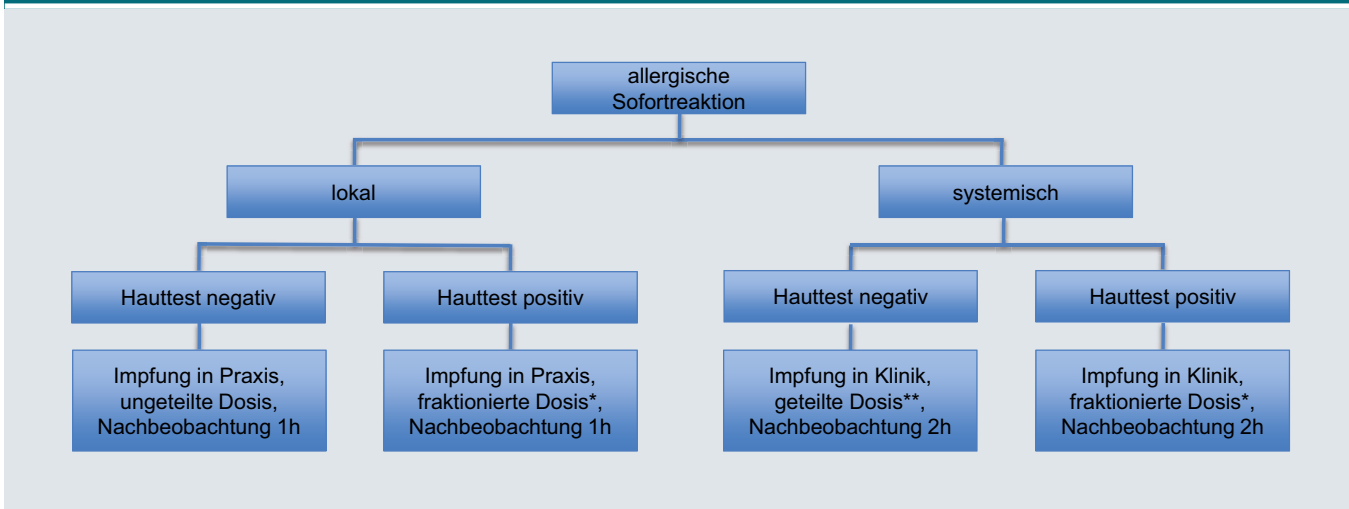 allergische
Sofortreaktion
lokal
systemisch
Hauttest negativ
Hauttest positiv
Hauttest negativ
Hauttest positiv
Impfung in Praxis,
ungeteilte Dosis,
Nachbeobachtung 1h
Impfung in Praxis,
fraktionierte Dosis*,
Nachbeobachtung 1h
Impfung in Klinik,
geteilte Dosis**,
Nachbeobachtung 2h
Impfung in Klinik,
fraktionierte Dosis*,
Nachbeobachtung 2h